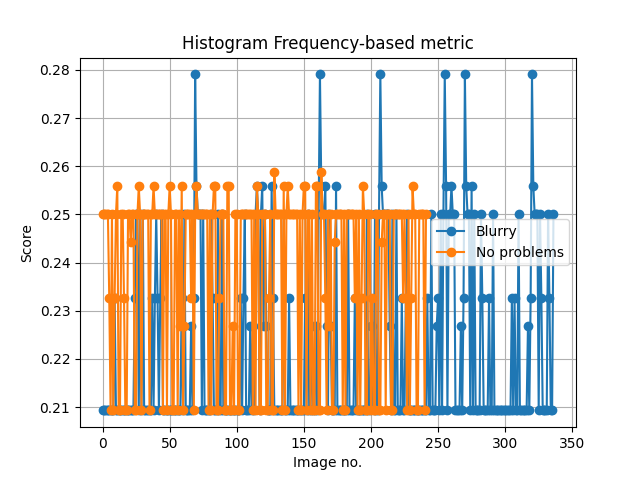 Histogram Frequency-based metric
0.28
0.27
0.26
0.25
0.24
0.23
0.22
0.21
Score
Blurry
No problems
0 50 100 150 200 250 300 350
Image no.